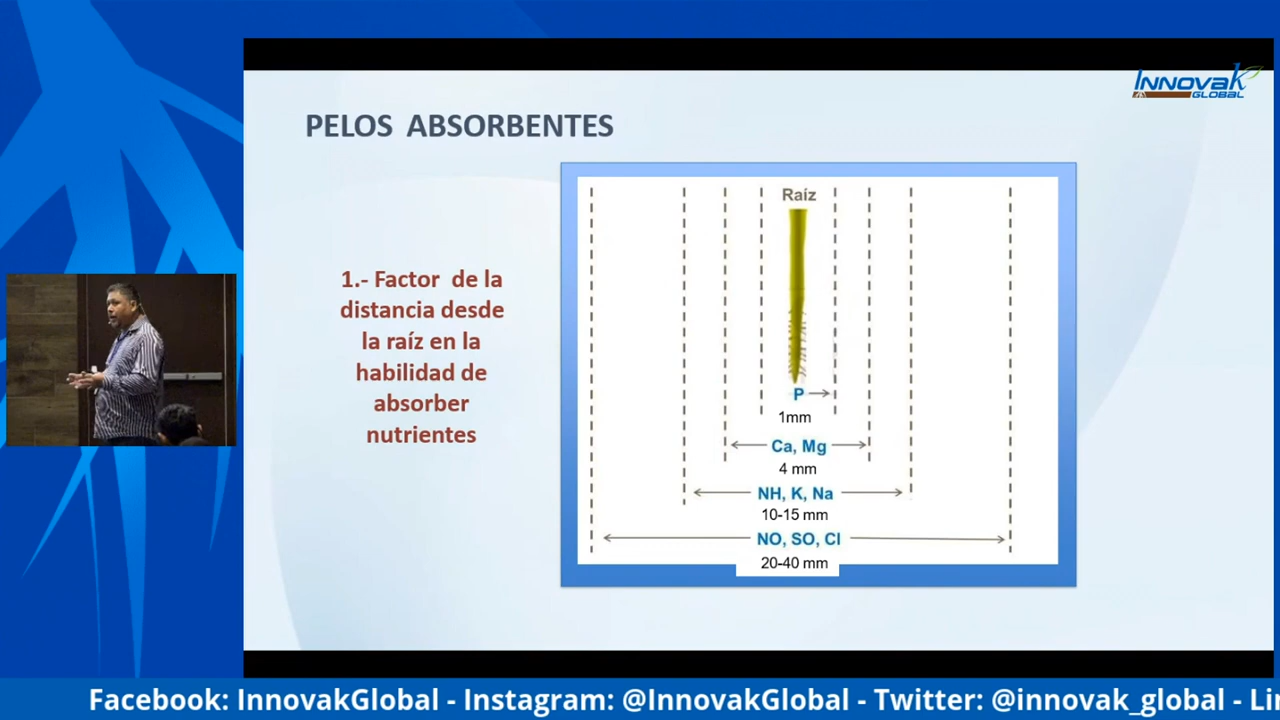 Innovak
GLOBAL
PELOS ABSORBENTES
1.- Factor de la
distancia desde
la raíz en la
habilidad de
absorber
nutrientes
Raíz
P
1mm
Ca, Mg
4 mm
NH, K, Na
10-15 mm
NO, SO, Cl
20-40 mm
Facebook: InnovakGlobal - Instagram: @InnovakGlobal - Twitter: @innovak_global - Li